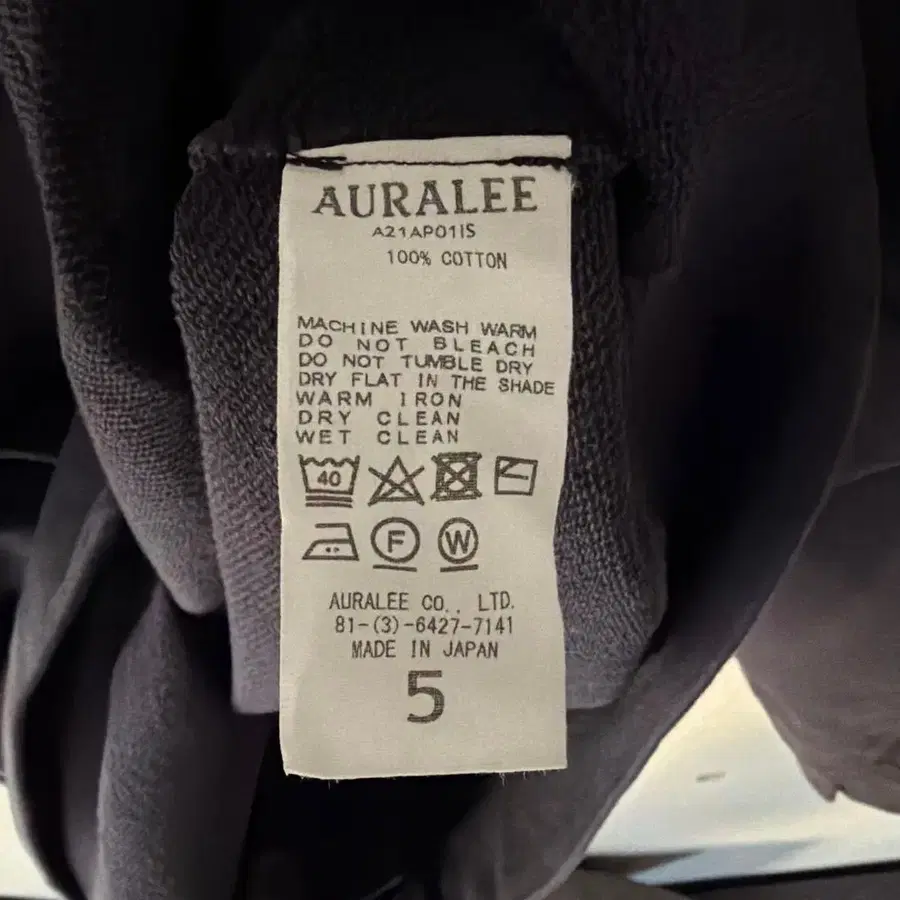 AURALEE
A21AP01IS
100% COTTON
MACHINE WASH WARM
DO NOT BLEACH
DO NOT TUMBLE DRY
DRY FLAT IN THE SHADE
WARM IRON
DRY CLEAN
WET CLEAN
40
F W
AURALEE CO., LTD.
81-(3)-6427-7141
MADE IN JAPAN
5